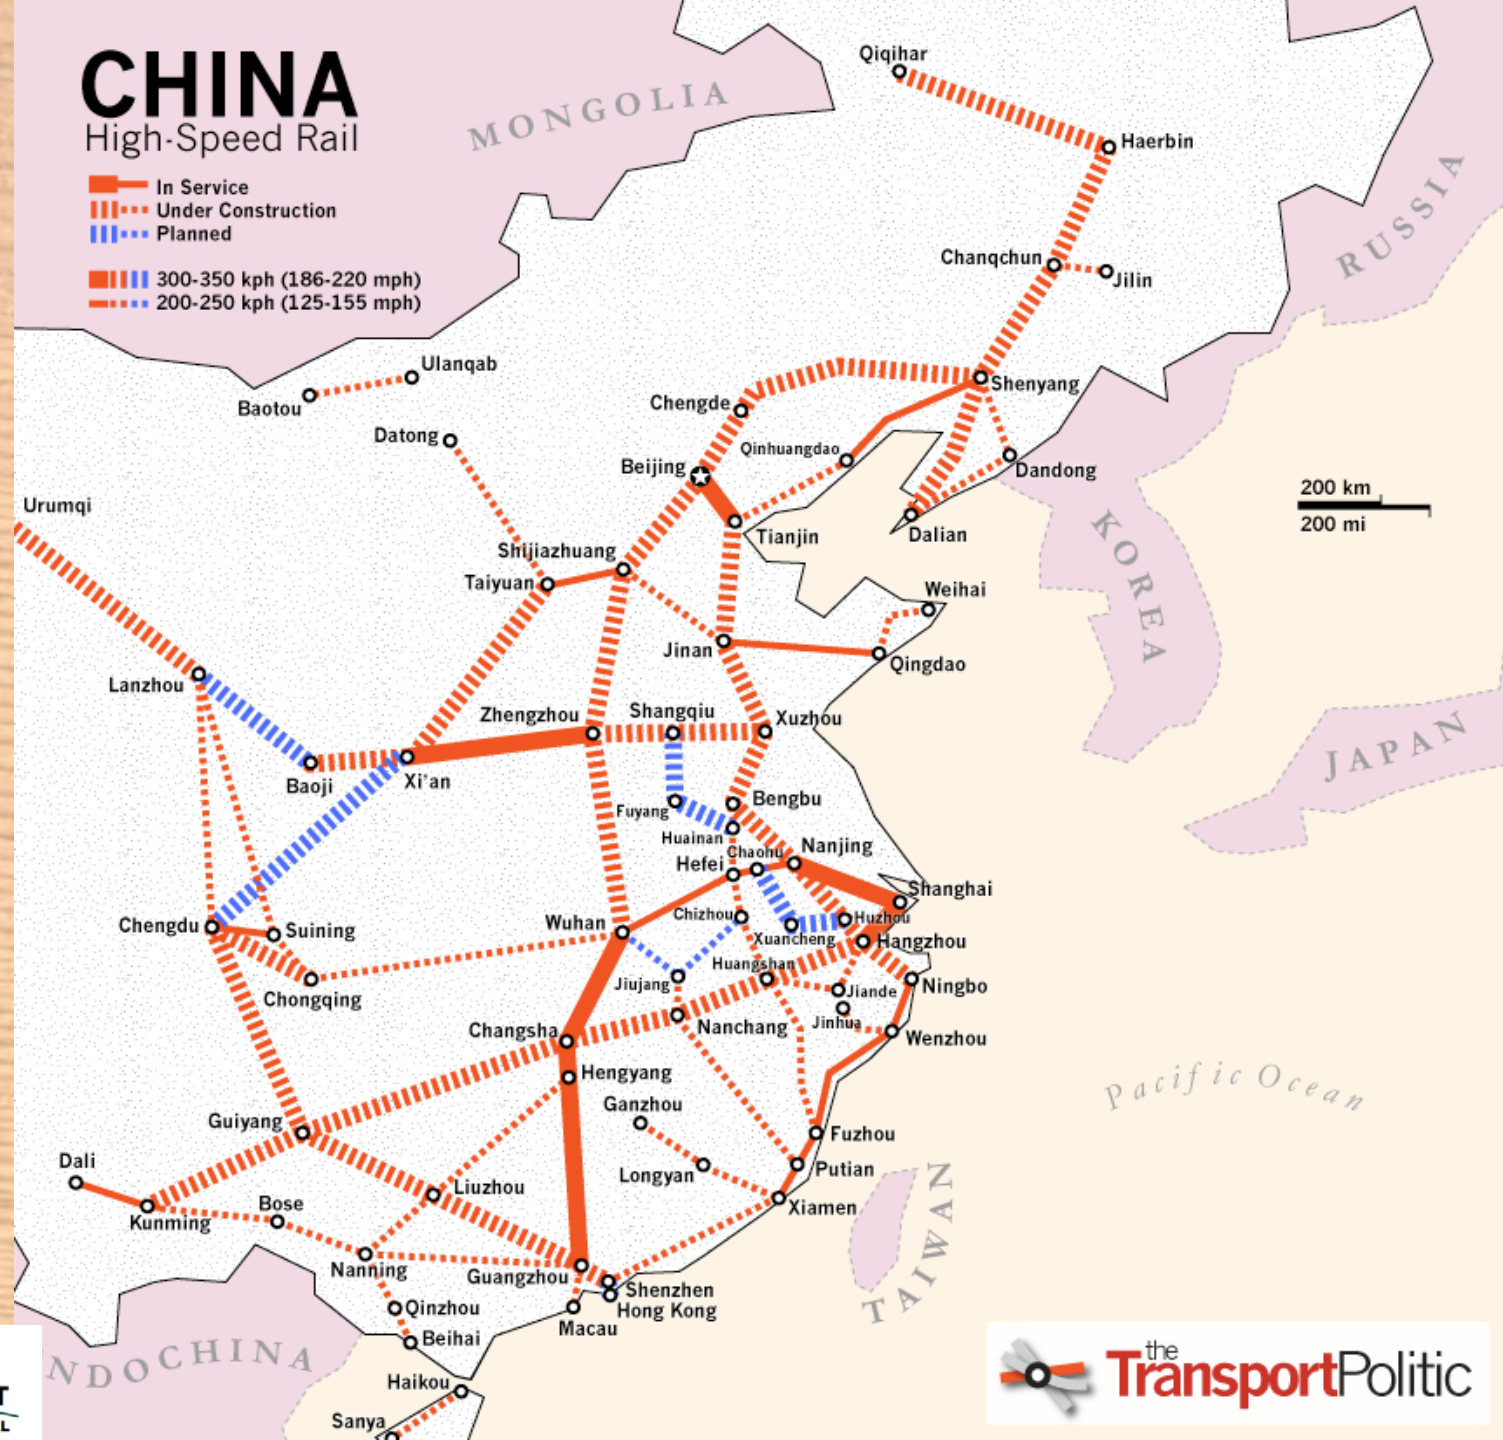 CHINA
High-Speed Rail
In Service
Under Construction
Planned
300-350 kph (186-220 mph)
200-250 kph (125-155 mph)
MONGOLIA
Qiqihar
Haerbin
RUSSIA
Chanqchun
Jilin
Ulanqab
Baotou
Shenyang
Chengde
Datong
Qinhuangdao
Beijing
Dandong
200 km
200 mi
Urumqi
Tianjin
Dalian
KOREA
Shijiazhuang
Taiyuan
Weihai
Jinan
Qingdao
Lanzhou
Zhengzhou
Shangqiu
Xuzhou
JAPAN
Baoji
Xi'an
Fuyang
Bengbu
Huainan
Chaohu
Nanjing
Hefei
Shanghai
Chengdu
Suining
Wuhan
Chizhou
Huzhou
Xuancheng
Hangzhou
Huangshan
Chongqing
Jiujang
Jiande
Ningbo
Changsha
Nanchang
Jinhua
Wenzhou
Hengyang
Ganzhou
Pacific Ocean
Guiyang
Fuzhou
Dali
Longyan
Putian
Liuzhou
Xiamen
Bose
Kunming
TAIWAN
Nanning
Guangzhou
Shenzhen
Hong Kong
Qinzhou
Macau
Beihai
NDOCHINA
Haikou
Sanya
the
TransportPolitic
T
L